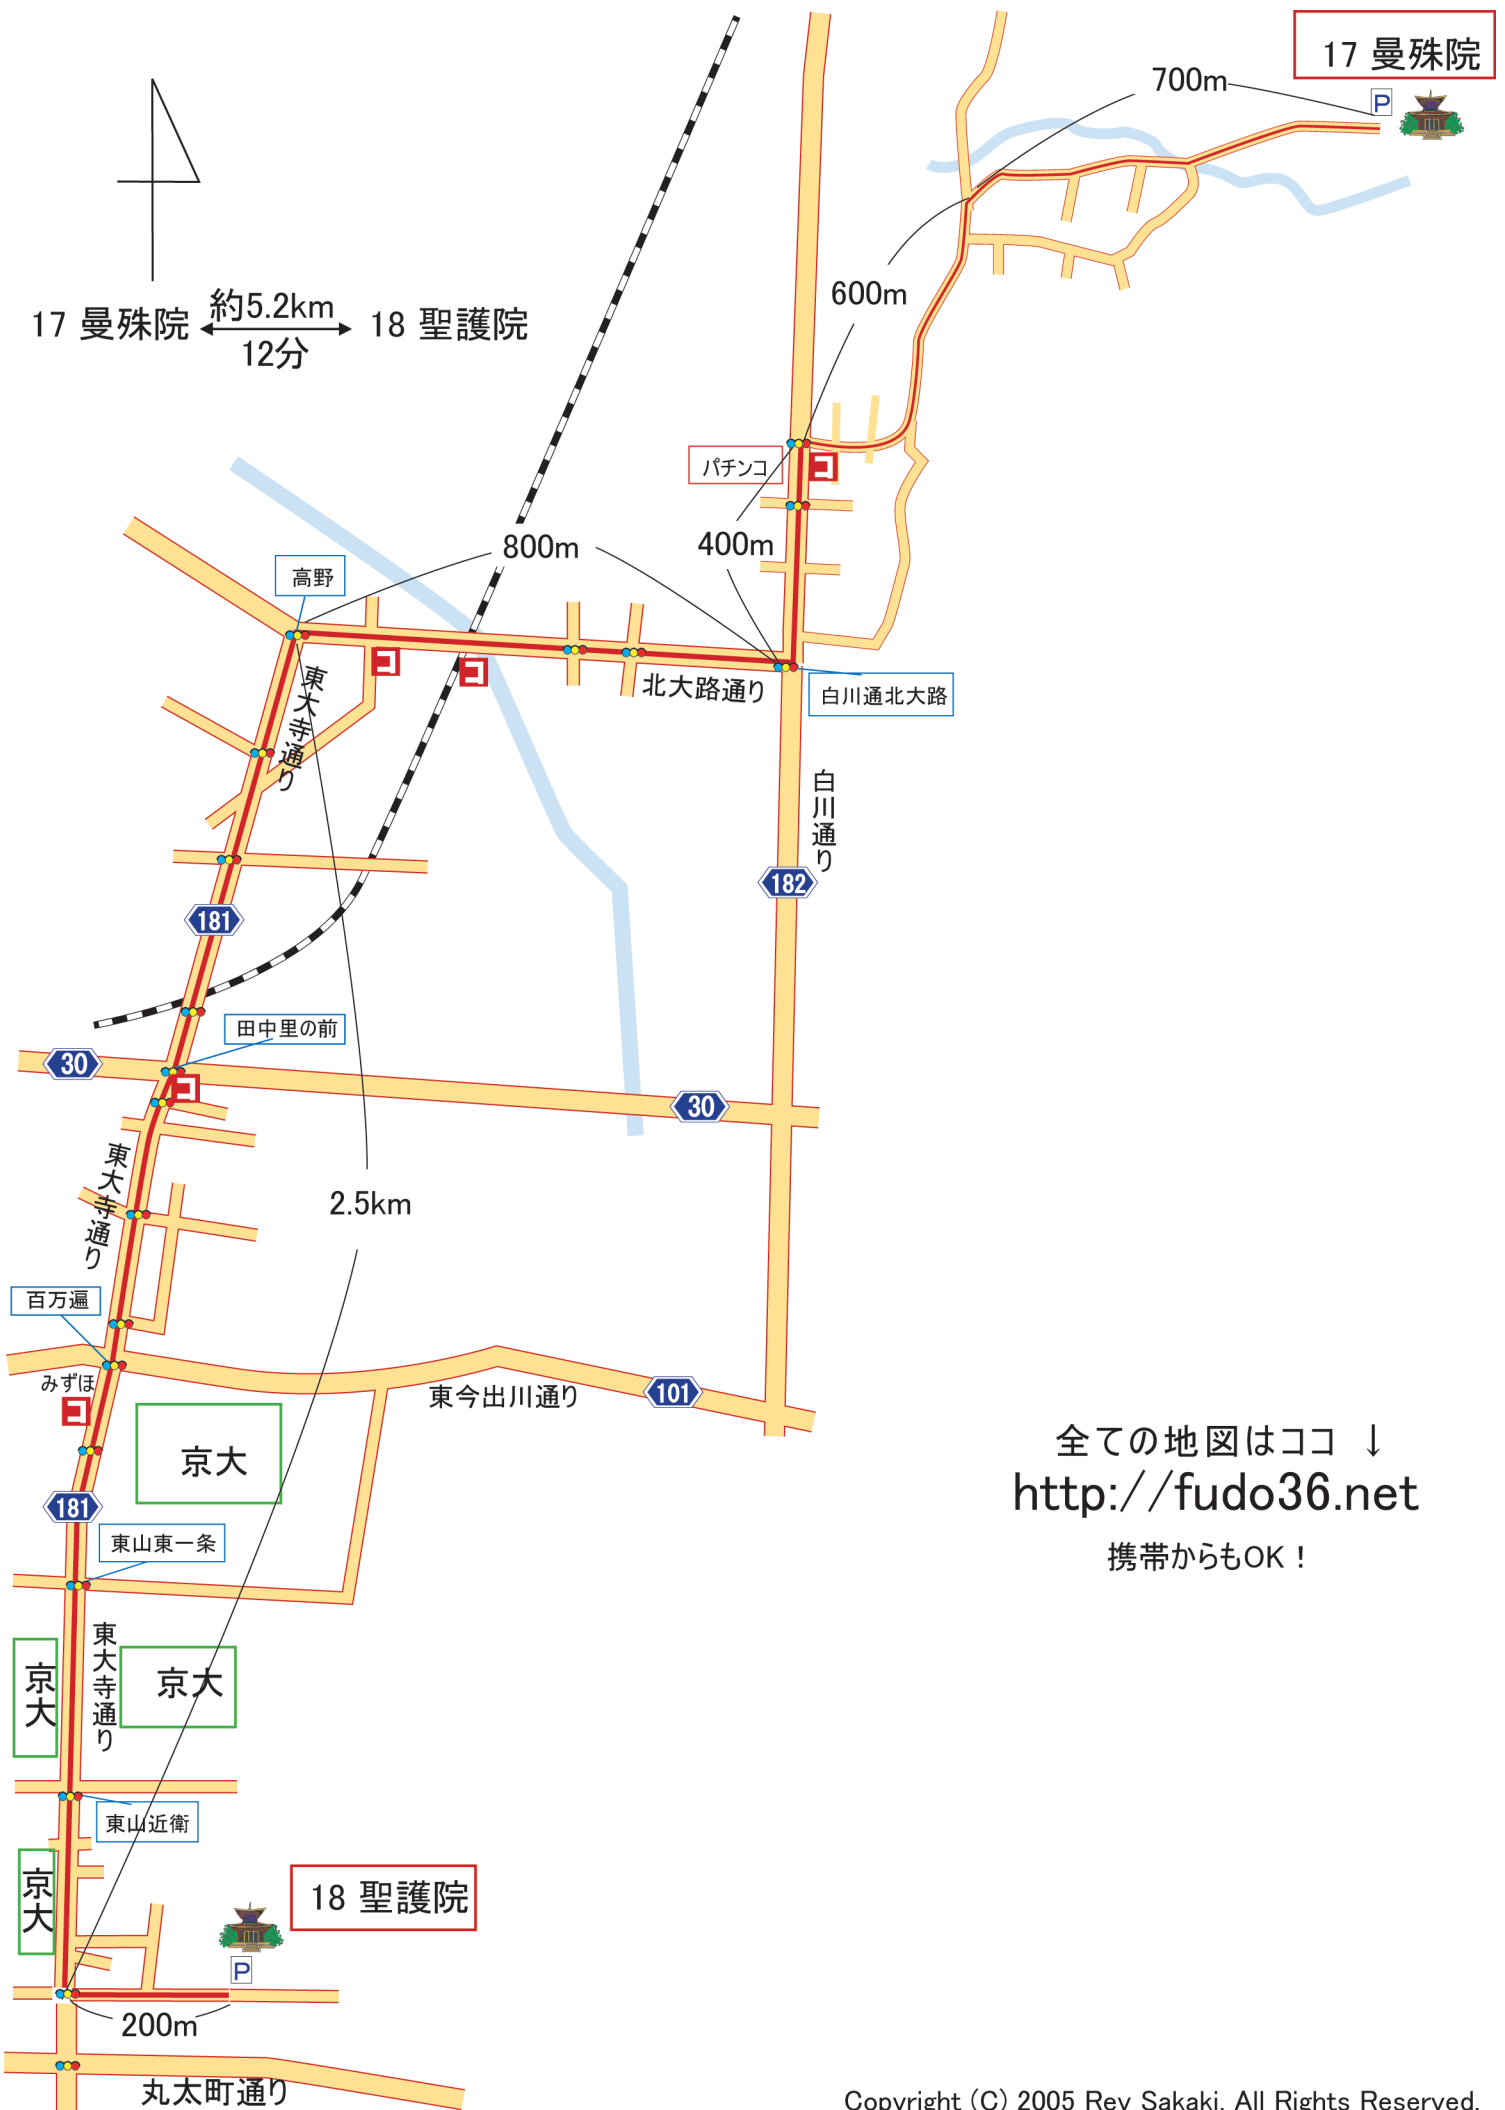 17 曼殊院
700m
P
約5.2km
17 曼殊院
18 聖護院
12分
600m
パチンコ
800m
400m
高野
東大寺通り
北大路通り
白川通北大路
白川通り
182
181
田中里の前
30
30
東大寺通り
2.5km
百万遍
みずほ
東今出川通り
101
京大
全ての地図はココ ↓
http://fudo36.net
携帯からもOK！
181
東山東一条
東大寺通り
京大
京大
東山近衛
京大
18 聖護院
P
200m
丸太町通り
Copyright (C) 2005 Rev Sakaki. All Rights Reserved.